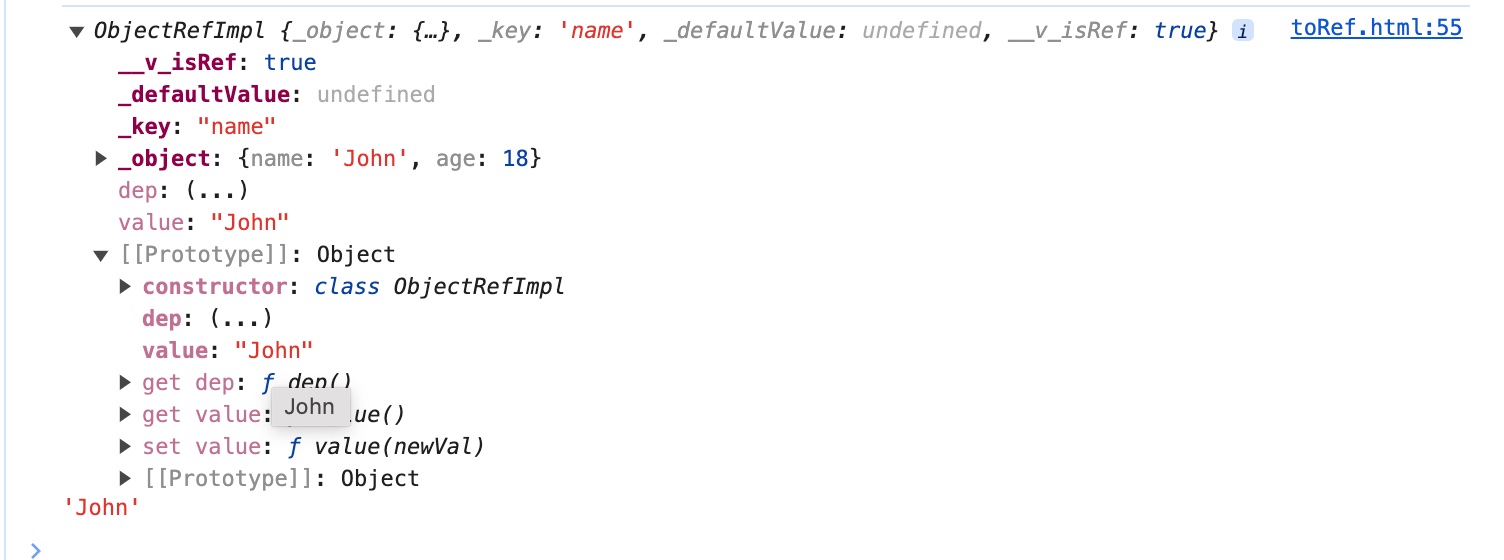 ▼ ObjectRefImpl {_object: {…}, _key: 'name', _defaultValue: undefined, __v_isRef: true} i toRef.html:55
__v_isRef: true
_defaultValue: undefined
_key: "name"
▶ _object: {name: 'John', age: 18}
dep: (...)
value: "John"
▼ [[Prototype]]: Object
▶ constructor: class ObjectRefImpl
dep: (...)
value: "John"
▶ get dep: ƒ dep()
▶ get value: ue()
John
▶ set value: ƒ value(newVal)
▶ [[Prototype]]: Object
'John'
>